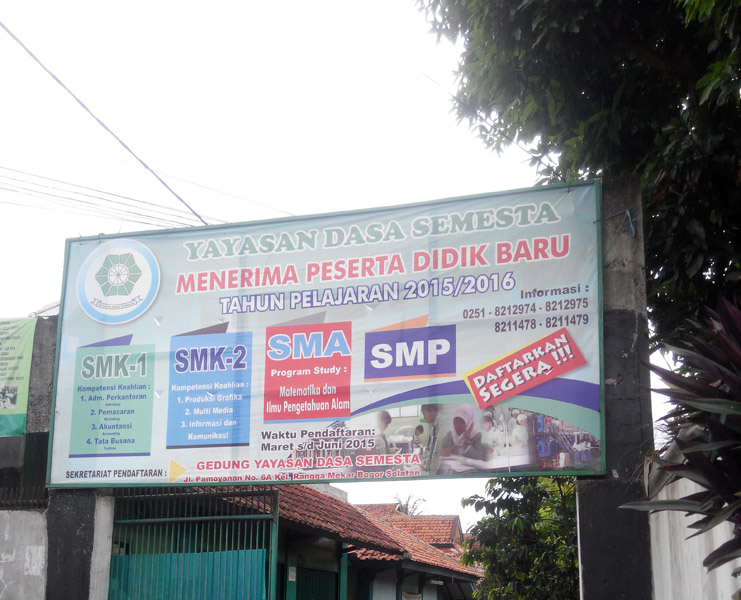 YAYASAN DASA SEMESTA
MENERIMA PESERTA DIDIK BARU
TAHUN PELAJARAN 2015/2016
Informasi :
0251 - 8212974 - 8212975
8211478 - 8211479
SMK-1
Kompetensi Keahlian :
1. Adm. Perkantoran
2. Pemasaran
3. Akuntansi
4. Tata Busana
SMK-2
Kompetensi Keahlian :
1. Produksi Grafika
2. Multi Media
3. Informasi dan
Komunikasi
SMA
Program Study :
Matematika dan
Ilmu Pengetahuan Alam
SMP
DAFTARKAN
SEGERA !!!
Waktu Pendaftaran:
Maret s/d Juni 2015
SEKRETARIAT PENDAFTARAN :
GEDUNG YAYASAN DASA SEMESTA
Jl. Pamoyanan No. 6A Kel. Rangga Mekar Bogor Selatan